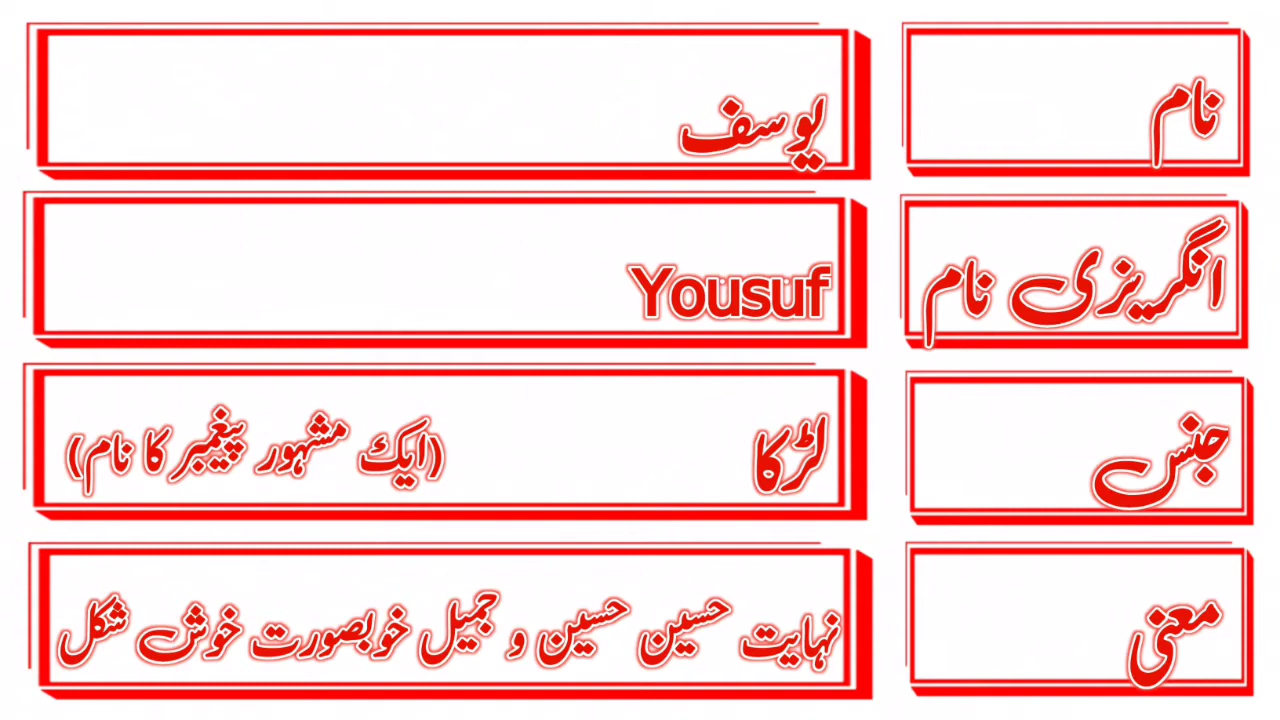 نام یوسف
انگریزی نام Yousuf
جنس لڑکا (ایک مشہور پیغمبر کا نام)
معنی نہایت حسین حسین و جمیل خوبصورت خوش شکل